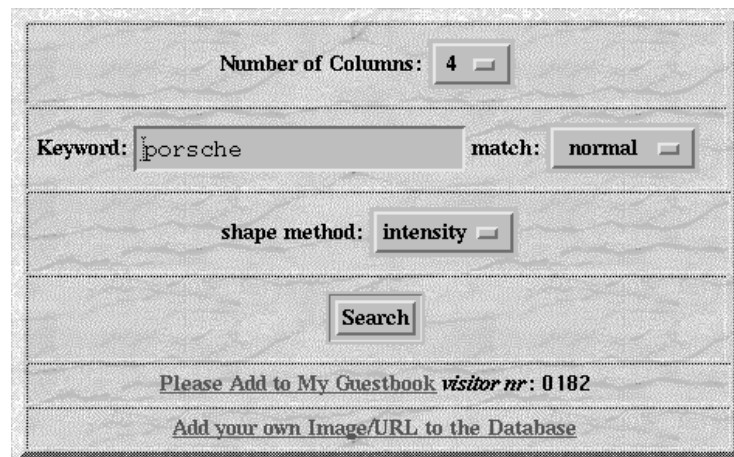 Number of Columns: 4
Keyword: porsche match: normal
shape method: intensity
Search
Please Add to My Guestbook visitor nr: 0182
Add your own Image/URL to the Database